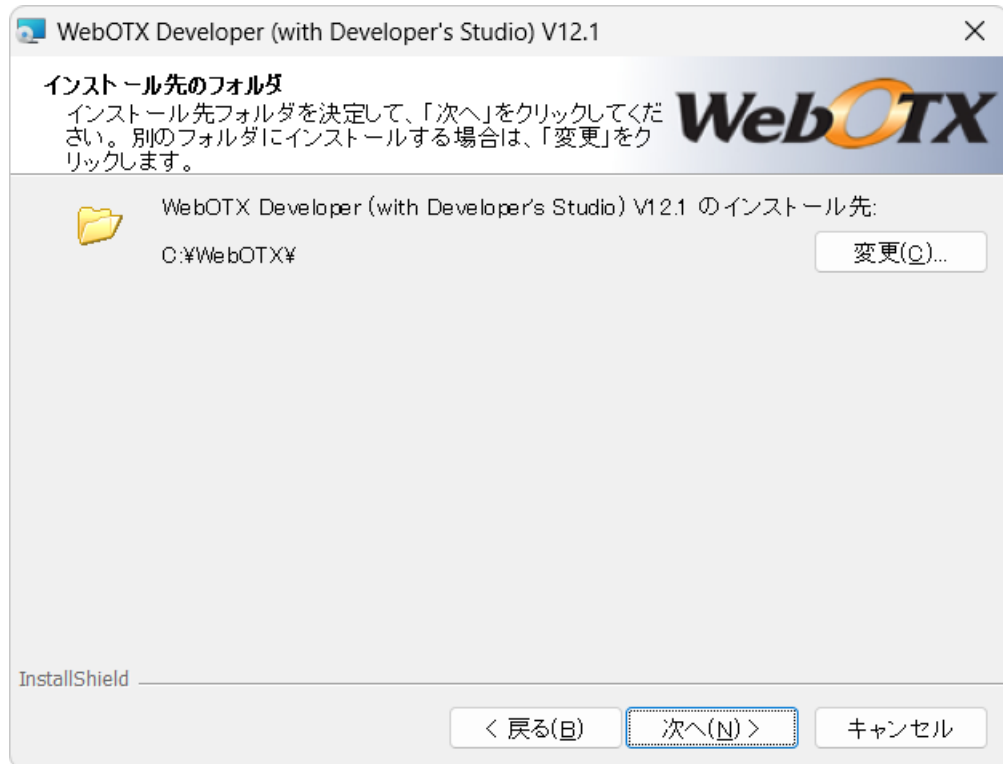 WebOTX Developer (with Developer's Studio) V12.1
インストール先のフォルダ
インストール先フォルダを決定して、「次へ」をクリックしてくだ
さい。別のフォルダにインストールする場合は、「変更」をク
リックします。
WebOTX
WebOTX Developer (with Developer's Studio) V12.1 のインストール先:
C:¥WebOTX¥
変更(C)...
InstallShield
< 戻る(B)
次へ(N) >
キャンセル